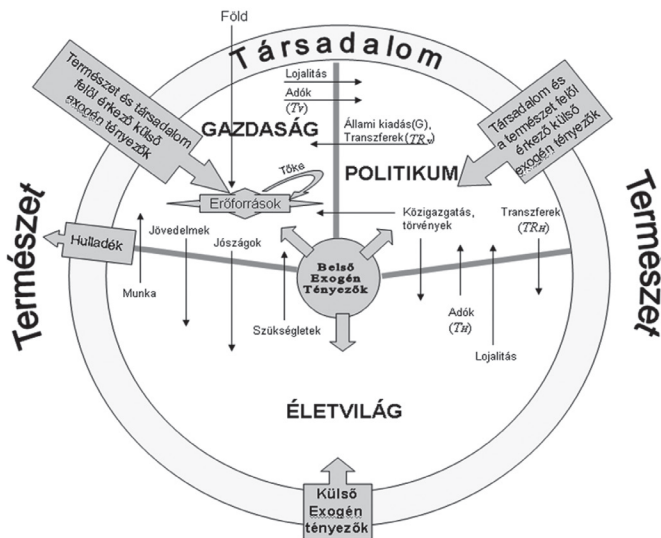 Föld
Társadalom
Természet és társadalom
felől érkező külső
exogén tényezők
Lojalitás
Adók
(Tv)
GAZDASÁG
Állami kiadás(G),
Transzferek(TRv)
Társadalom és
a természet felől
érkező külső
exogén tényezők
POLITIKUM
Tőke
Erőforrások
Természet
Természet
Hulladék
Jövedelmek
Jószágok
Közigazgatás,
törvények
Transzferek
(TRH)
Munka
Belső
Exogén
Tényezők
Szükségletek
Adók
(TH)
Lojalitás
ÉLETVILÁG
Külső
Exogén
tényezők